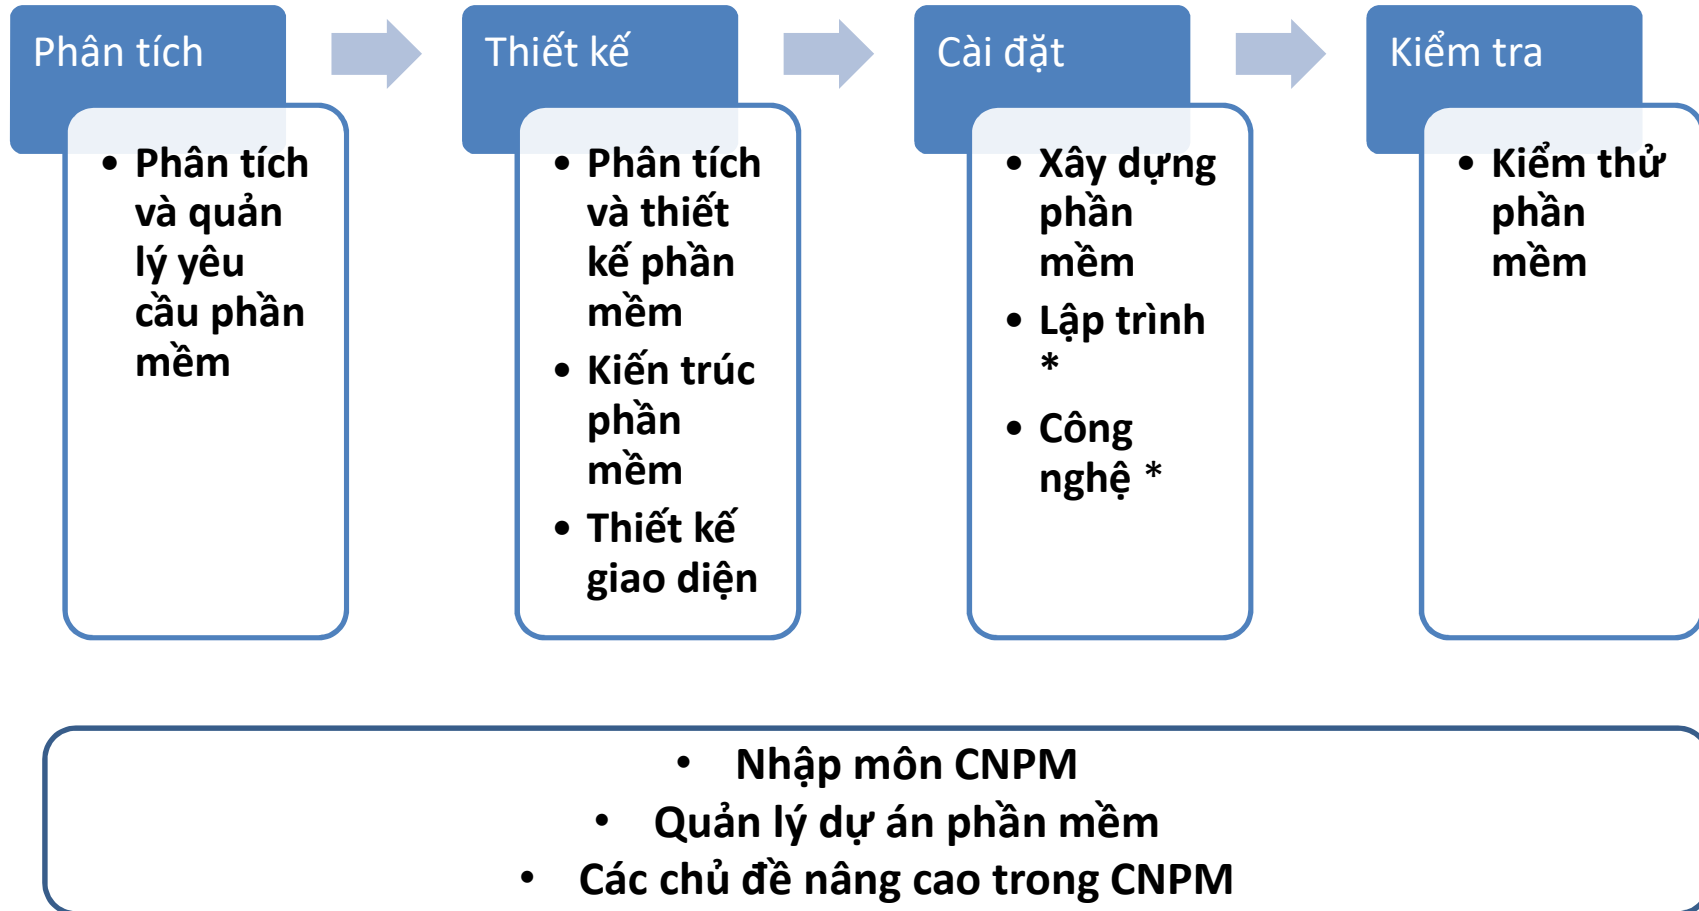 Phân tích
• Phân tích
và quản
lý yêu
cầu phần
mềm
Thiết kế
• Phân tích
và thiết
kế phần
mềm
• Kiến trúc
phần
mềm
• Thiết kế
giao diện
Cài đặt
• Xây dựng
phần
mềm
• Lập trình
*
• Công
nghệ *
Kiểm tra
• Kiểm thử
phần
mềm
• Nhập môn CNPM
• Quản lý dự án phần mềm
• Các chủ đề nâng cao trong CNPM